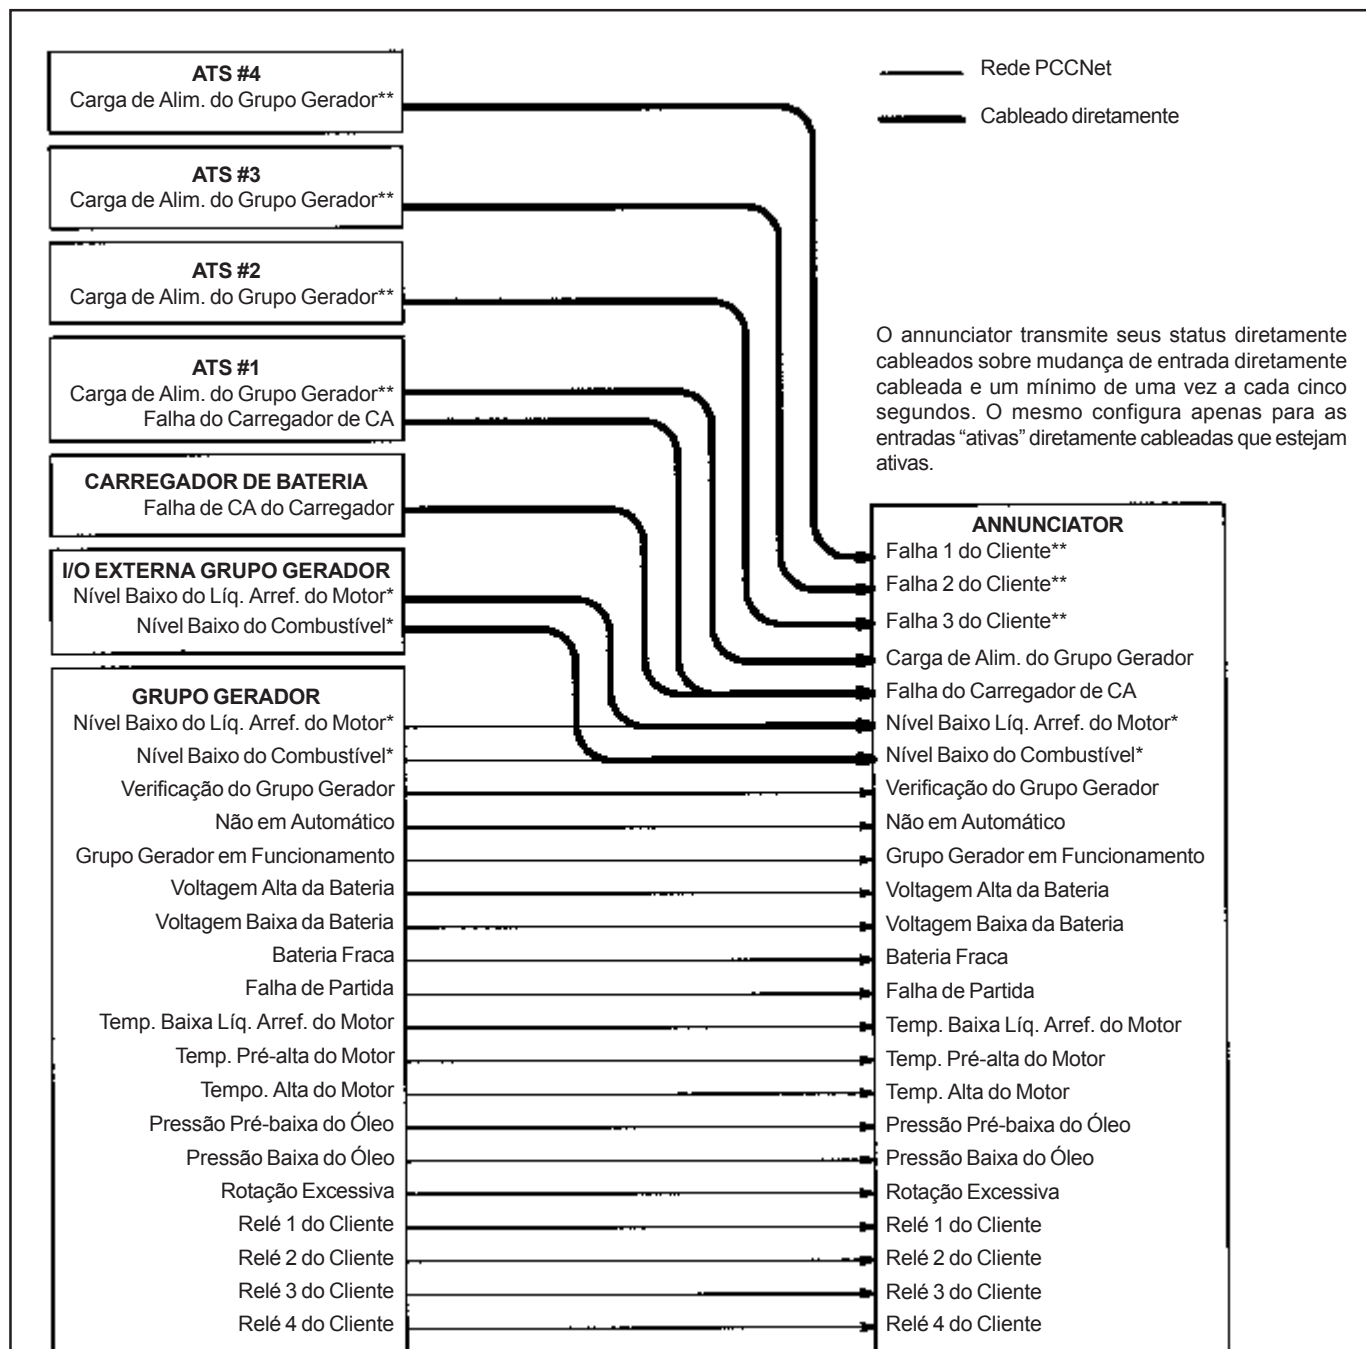 ATS #4
Carga de Alim. do Grupo Gerador**
ATS #3
Carga de Alim. do Grupo Gerador**
ATS #2
Carga de Alim. do Grupo Gerador**
ATS #1
Carga de Alim. do Grupo Gerador**
Falha do Carregador de CA
CARREGADOR DE BATERIA
Falha de CA do Carregador
I/O EXTERNA GRUPO GERADOR
Nível Baixo do Líq. Arref. do Motor*
Nível Baixo do Combustível*
GRUPO GERADOR
Nível Baixo do Líq. Arref. do Motor*
Nível Baixo do Combustível*
Verificação do Grupo Gerador
Não em Automático
Grupo Gerador em Funcionamento
Voltagem Alta da Bateria
Voltagem Baixa da Bateria
Bateria Fraca
Falha de Partida
Temp. Baixa Líq. Arref. do Motor
Temp. Pré-alta do Motor
Tempo. Alta do Motor
Pressão Pré-baixa do Óleo
Pressão Baixa do Óleo
Rotação Excessiva
Relé 1 do Cliente
Relé 2 do Cliente
Relé 3 do Cliente
Relé 4 do Cliente
Rede PCCNet
Cableado diretamente
O annunciator transmite seus status diretamente
cableados sobre mudança de entrada diretamente
cableada e um mínimo de uma vez a cada cinco
segundos. O mesmo configura apenas para as
entradas “ativas” diretamente cableadas que estejam
ativas.
ANNUNCIATOR
Falha 1 do Cliente**
Falha 2 do Cliente**
Falha 3 do Cliente**
Carga de Alim. do Grupo Gerador
Falha do Carregador de CA
Nível Baixo Líq. Arref. do Motor*
Nível Baixo do Combustível*
Verificação do Grupo Gerador
Não em Automático
Grupo Gerador em Funcionamento
Voltagem Alta da Bateria
Voltagem Baixa da Bateria
Bateria Fraca
Falha de Partida
Temp. Baixa Líq. Arref. do Motor
Temp. Pré-alta do Motor
Temp. Alta do Motor
Pressão Pré-baixa do Óleo
Pressão Baixa do Óleo
Rotação Excessiva
Relé 1 do Cliente
Relé 2 do Cliente
Relé 3 do Cliente
Relé 4 do Cliente